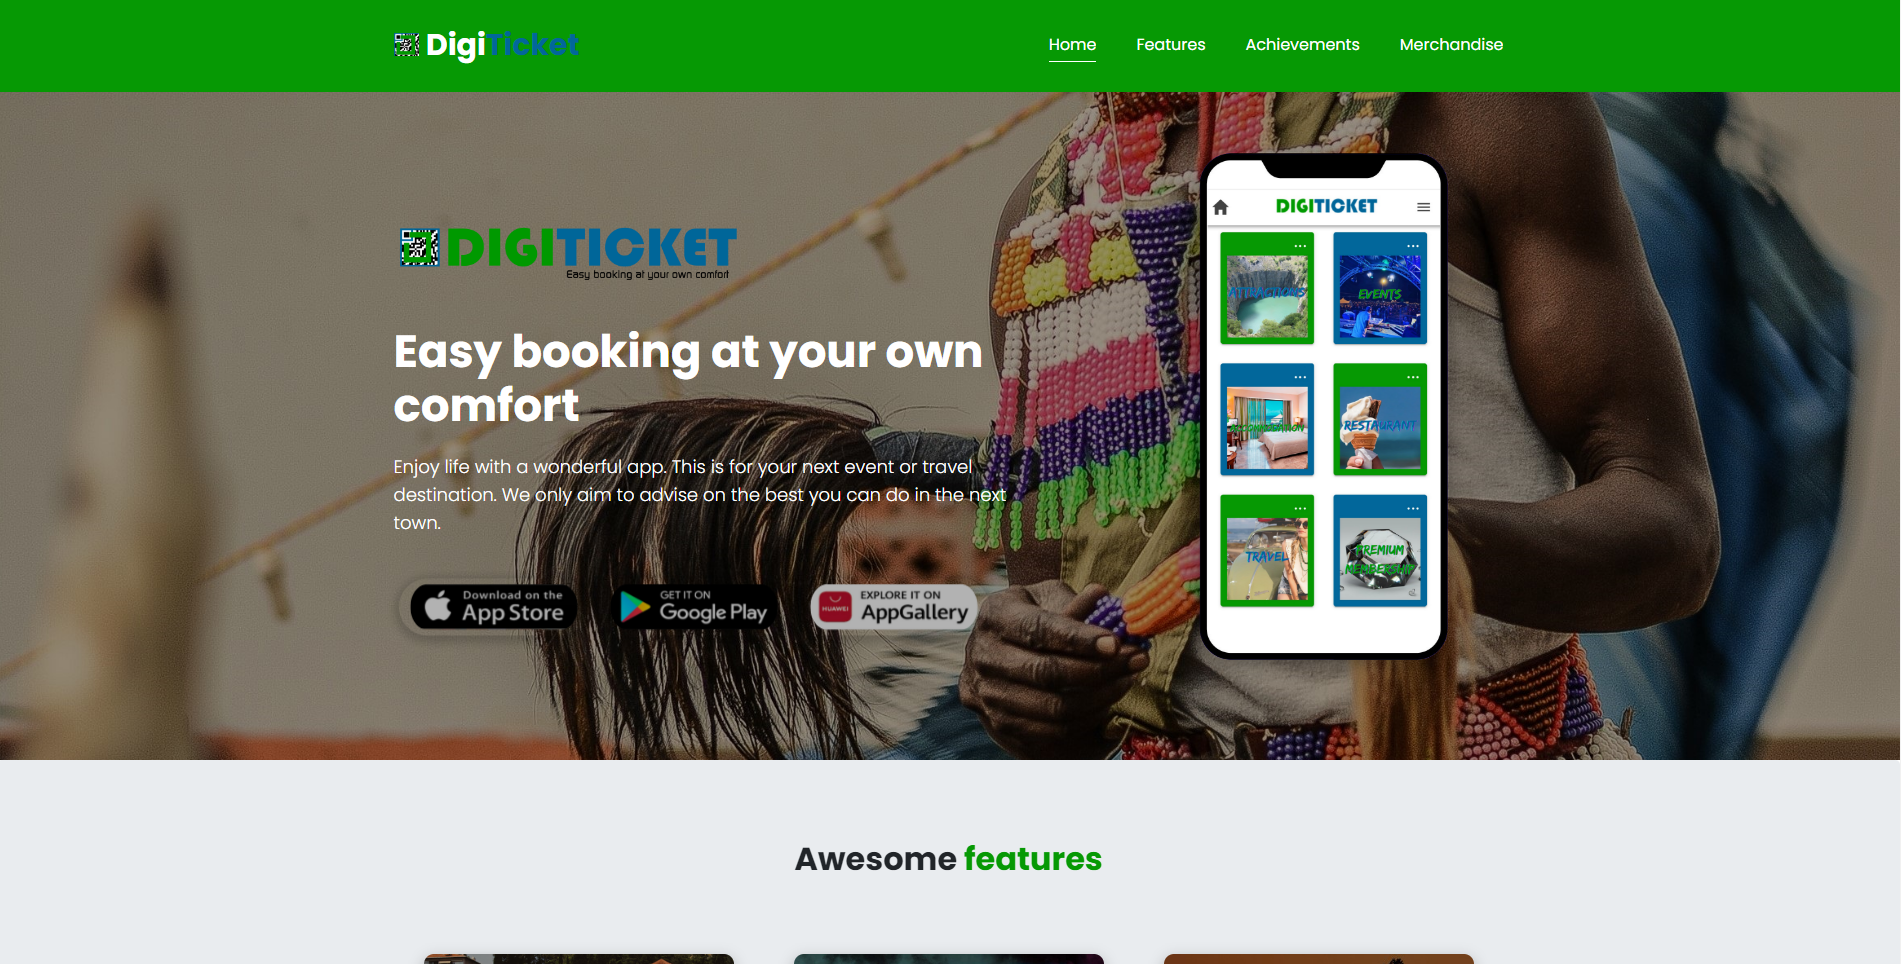 DigiTicket
Home
Features
Achievements
Merchandise
DIGITICKET
Easy booking at your own comfort
Easy booking at your own
comfort
Enjoy life with a wonderful app. This is for your next event or travel
destination. We only aim to advise on the best you can do in the next
town.
Download on the
App Store
GET IT ON
Google Play
HUAWEI
EXPLORE IT ON
AppGallery
DIGITICKET
ATTRACTIONS
EVENTS
ACCOMODATION
RESTAURANT
TRAVEL
PREMIUM
MEMBERSHIP
Awesome features